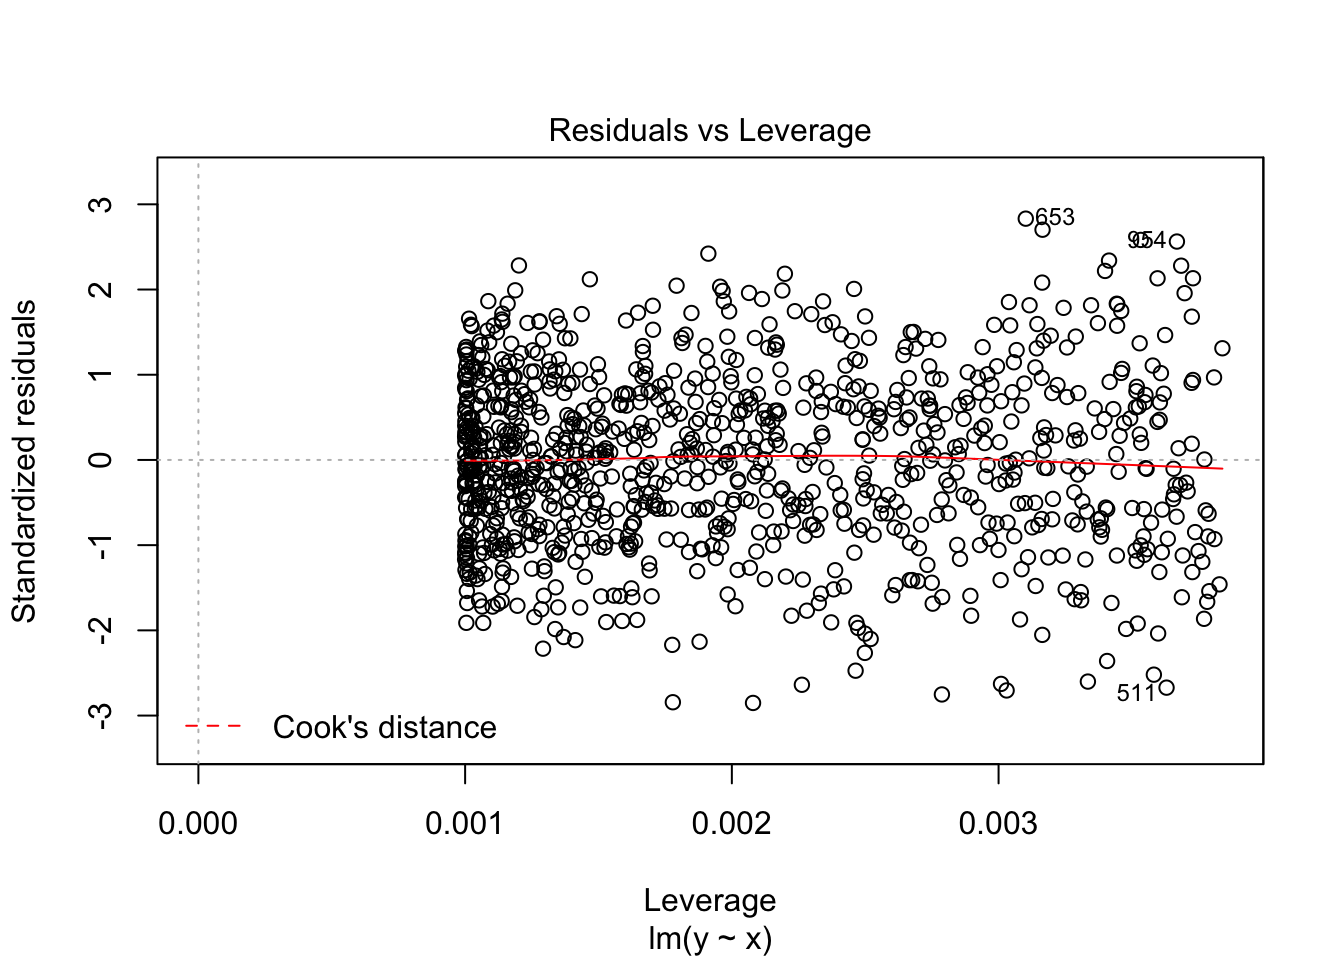 Residuals vs Leverage
Standardized residuals
3
2
1
0
-1
-2
-3
653
954
511
Cook's distance
0.000 0.001 0.002 0.003
Leverage
lm(y ~ x)